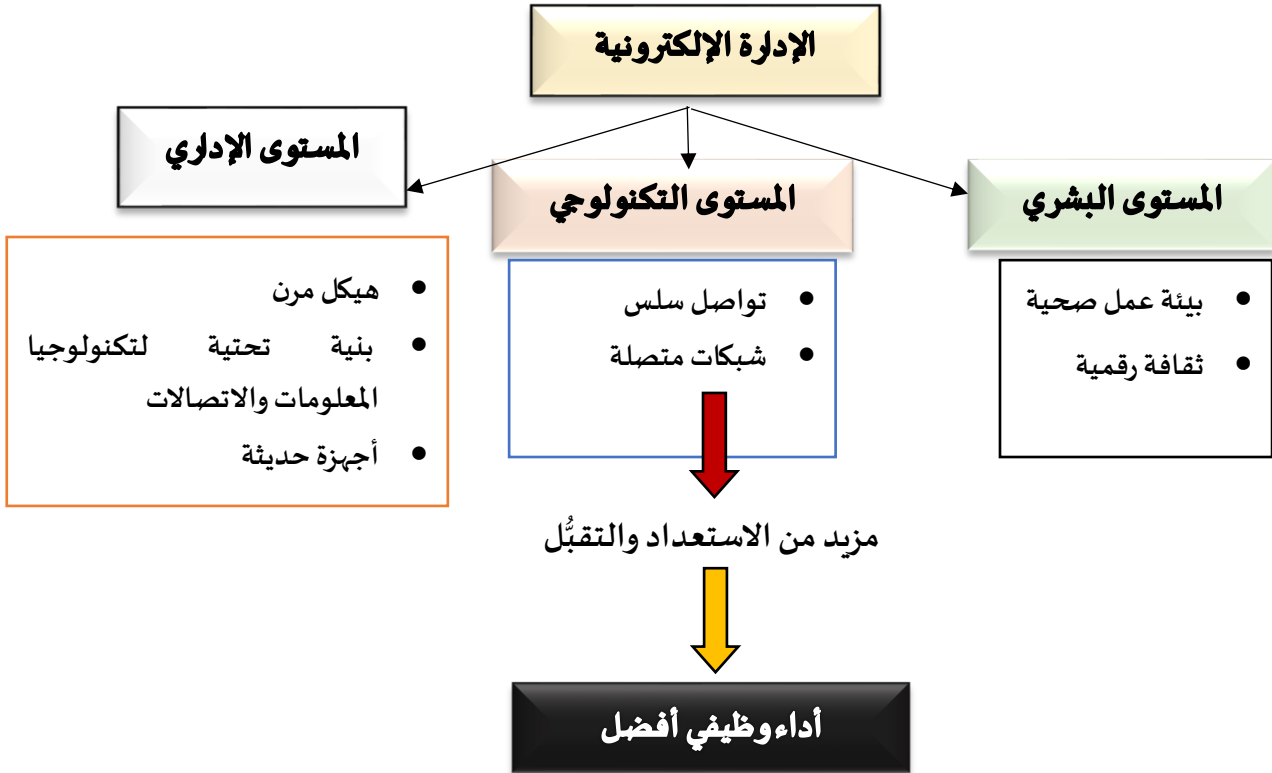 الإدارة الإلكترونية
المستوى البشري
المستوى التكنولوجي
المستوى الإداري
• بيئة عمل صحية
• ثقافة رقمية
• تواصل سلس
• شبكات متصلة
• هيكل مرن
• بنية تحتية لتكنولوجيا
المعلومات والاتصالات
• أجهزة حديثة
مزيد من الاستعداد والتقبُّل
أداء وظيفي أفضل